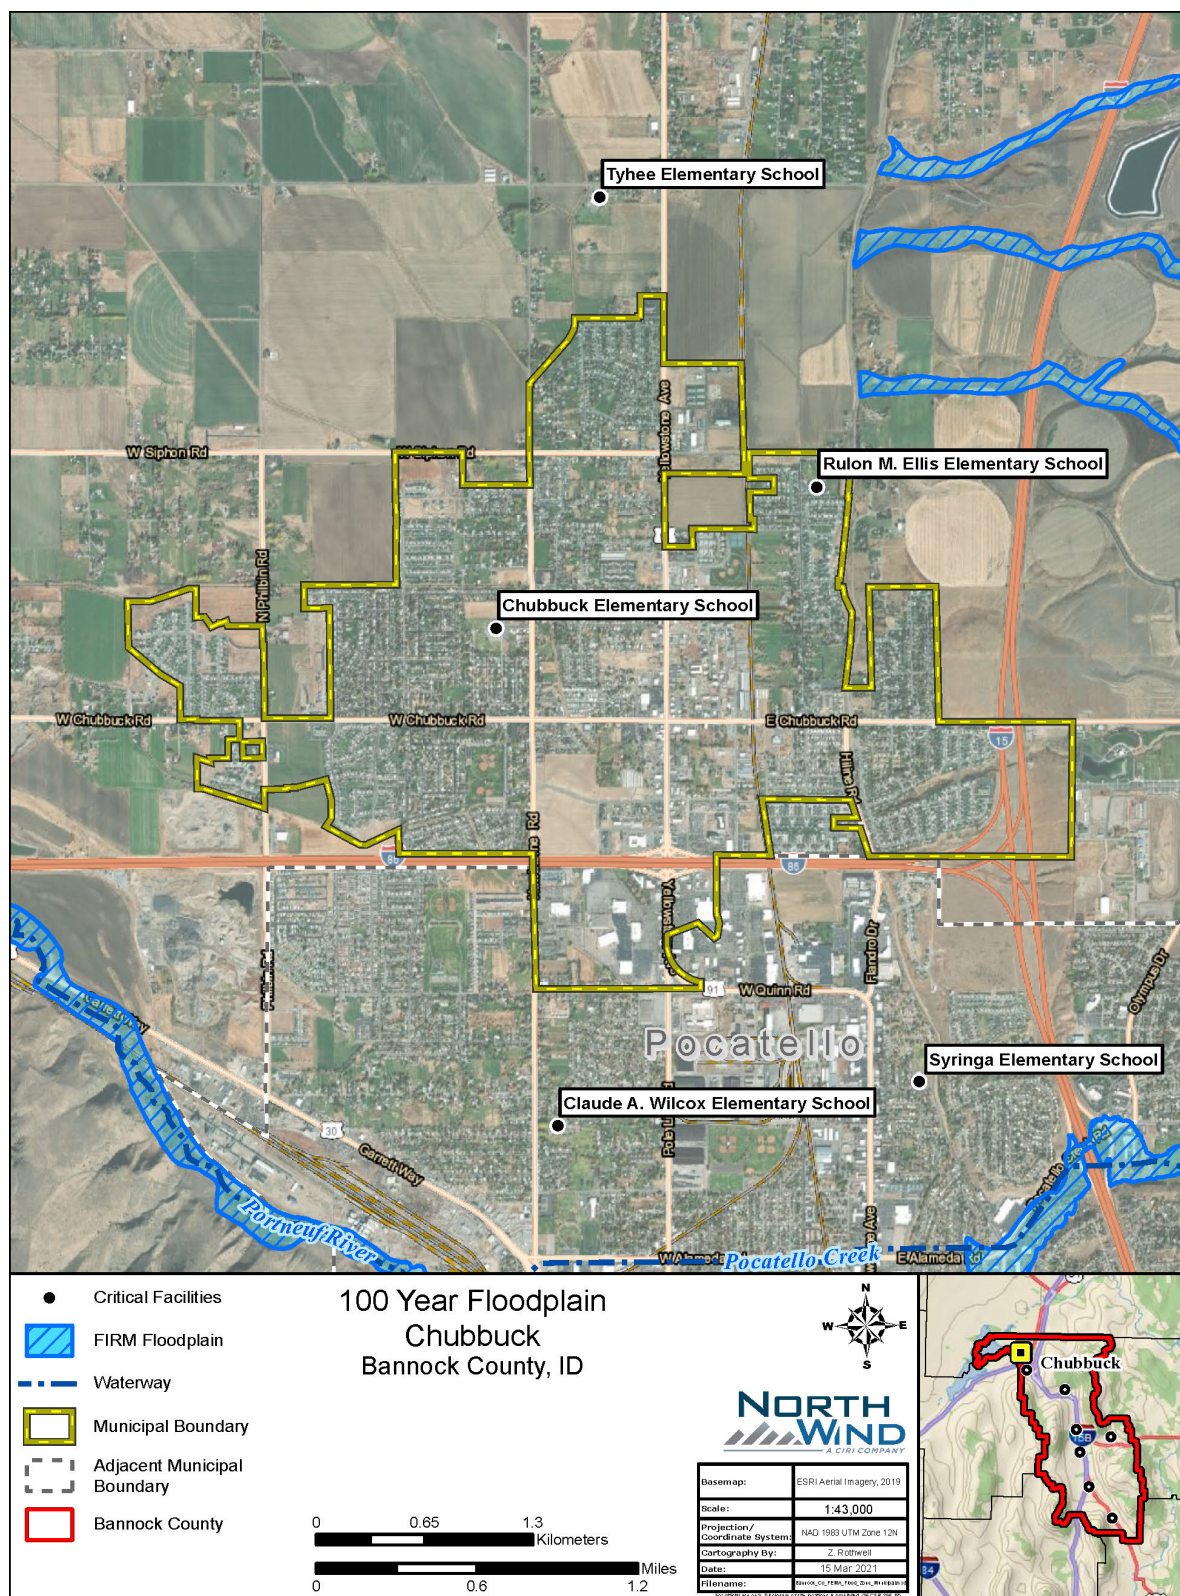 Tyhee Elementary School
W Siphon Rd
Yellowstone Ave
Rulon M. Ellis Elementary School
N Philbin Rd
Chubbuck Elementary School
W Chubbuck Rd
W Chubbuck Rd
E Chubbuck Rd
15
Hiline Rd
86
86
Flandro Dr
91
W Quinn Rd
Olympus Dr
Pocatello
Syringa Elementary School
Claude A. Wilcox Elementary School
30
Garrett Way
Portneuf River
Pocatello Creek
E Alameda Rd
Critical Facilities
FIRM Floodplain
Waterway
Municipal Boundary
Adjacent Municipal
Boundary
Bannock County
100 Year Floodplain
Chubbuck
Bannock County, ID
0 0.65 1.3
Kilometers
Miles
0 0.6 1.2
N
W E
S
NORTH
WIND
A CIRI COMPANY
Basemap: ESRI Aerial Imagery, 2019
Scale: 1:43,000
Projection/
Coordinate System: NAD 1983 UTM Zone 12N
Cartography By: Z. Rothwell
Date: 15 Mar 2021
Filename:
Chubbuck
15B
84